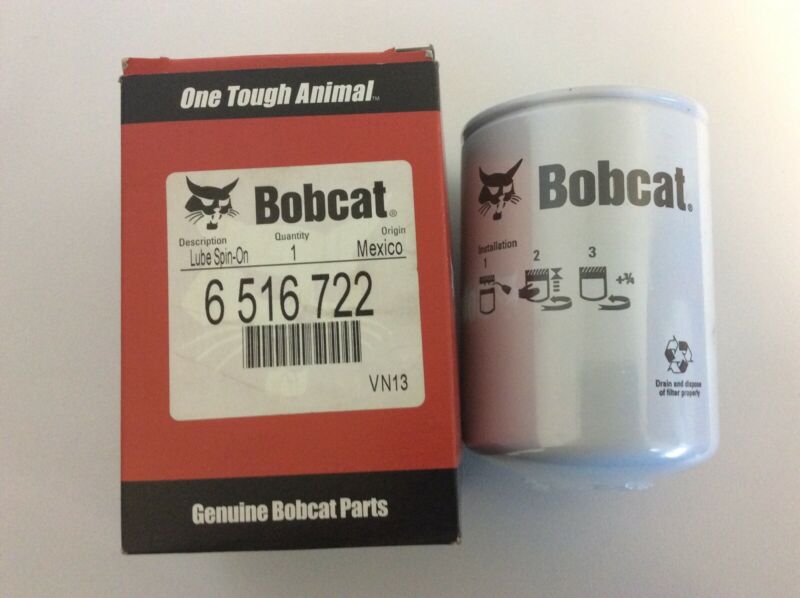 One Tough Animal™
Bobcat®
Description Quantity Origin
Lube Spin-On 1 Mexico
6 516 722
VN13
Genuine Bobcat Parts
Bobcat®
Installation
1 2 3
+¾
Drain and dispose
of filter properly